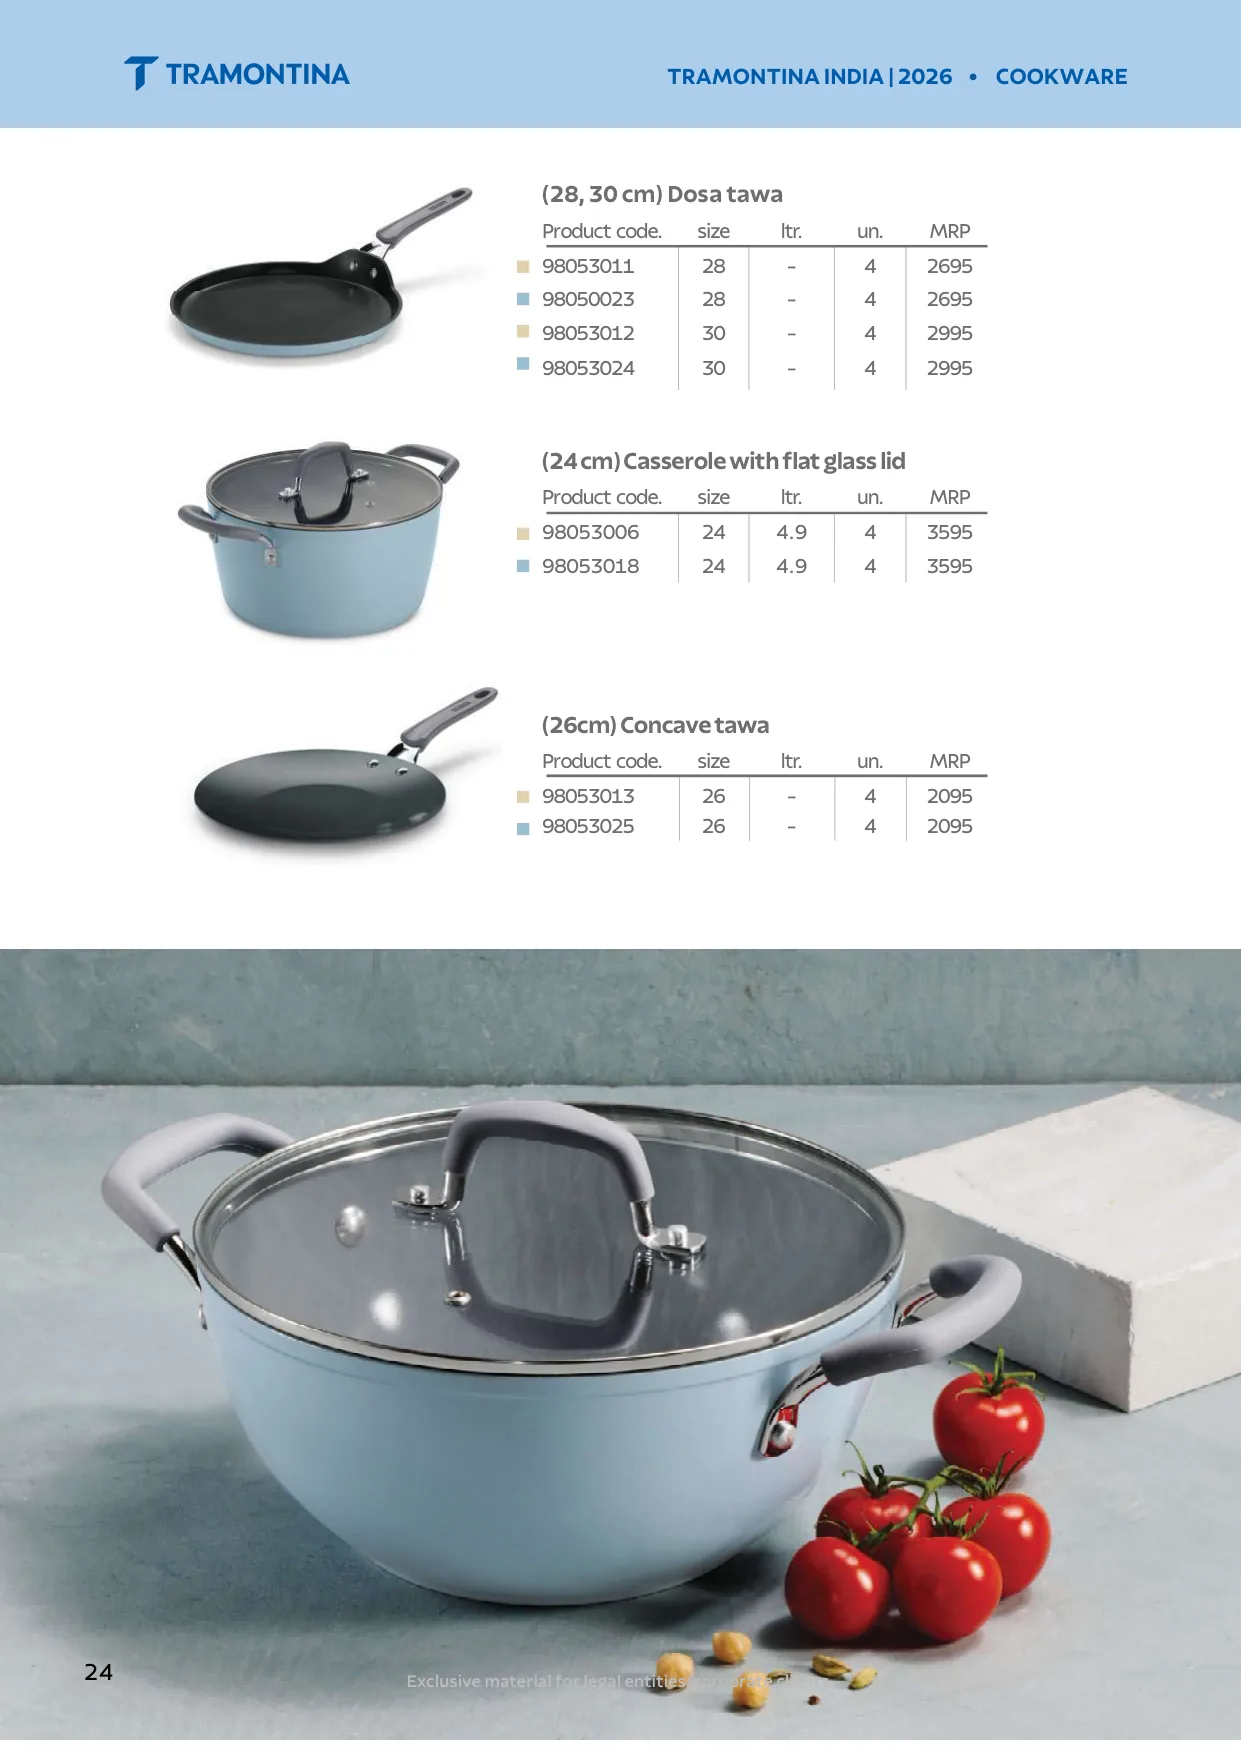 TRAMONTINA
TRAMONTINA INDIA | 2026 • COOKWARE
(28, 30 cm) Dosa tawa
Product code. size ltr. un. MRP
98053011 28 - 4 2695
98050023 28 - 4 2695
98053012 30 - 4 2995
98053024 30 - 4 2995
(24 cm) Casserole with flat glass lid
Product code. size ltr. un. MRP
98053006 24 4.9 4 3595
98053018 24 4.9 4 3595
(26cm) Concave tawa
Product code. size ltr. un. MRP
98053013 26 - 4 2095
98053025 26 - 4 2095
24
Exclusive material for legal entities